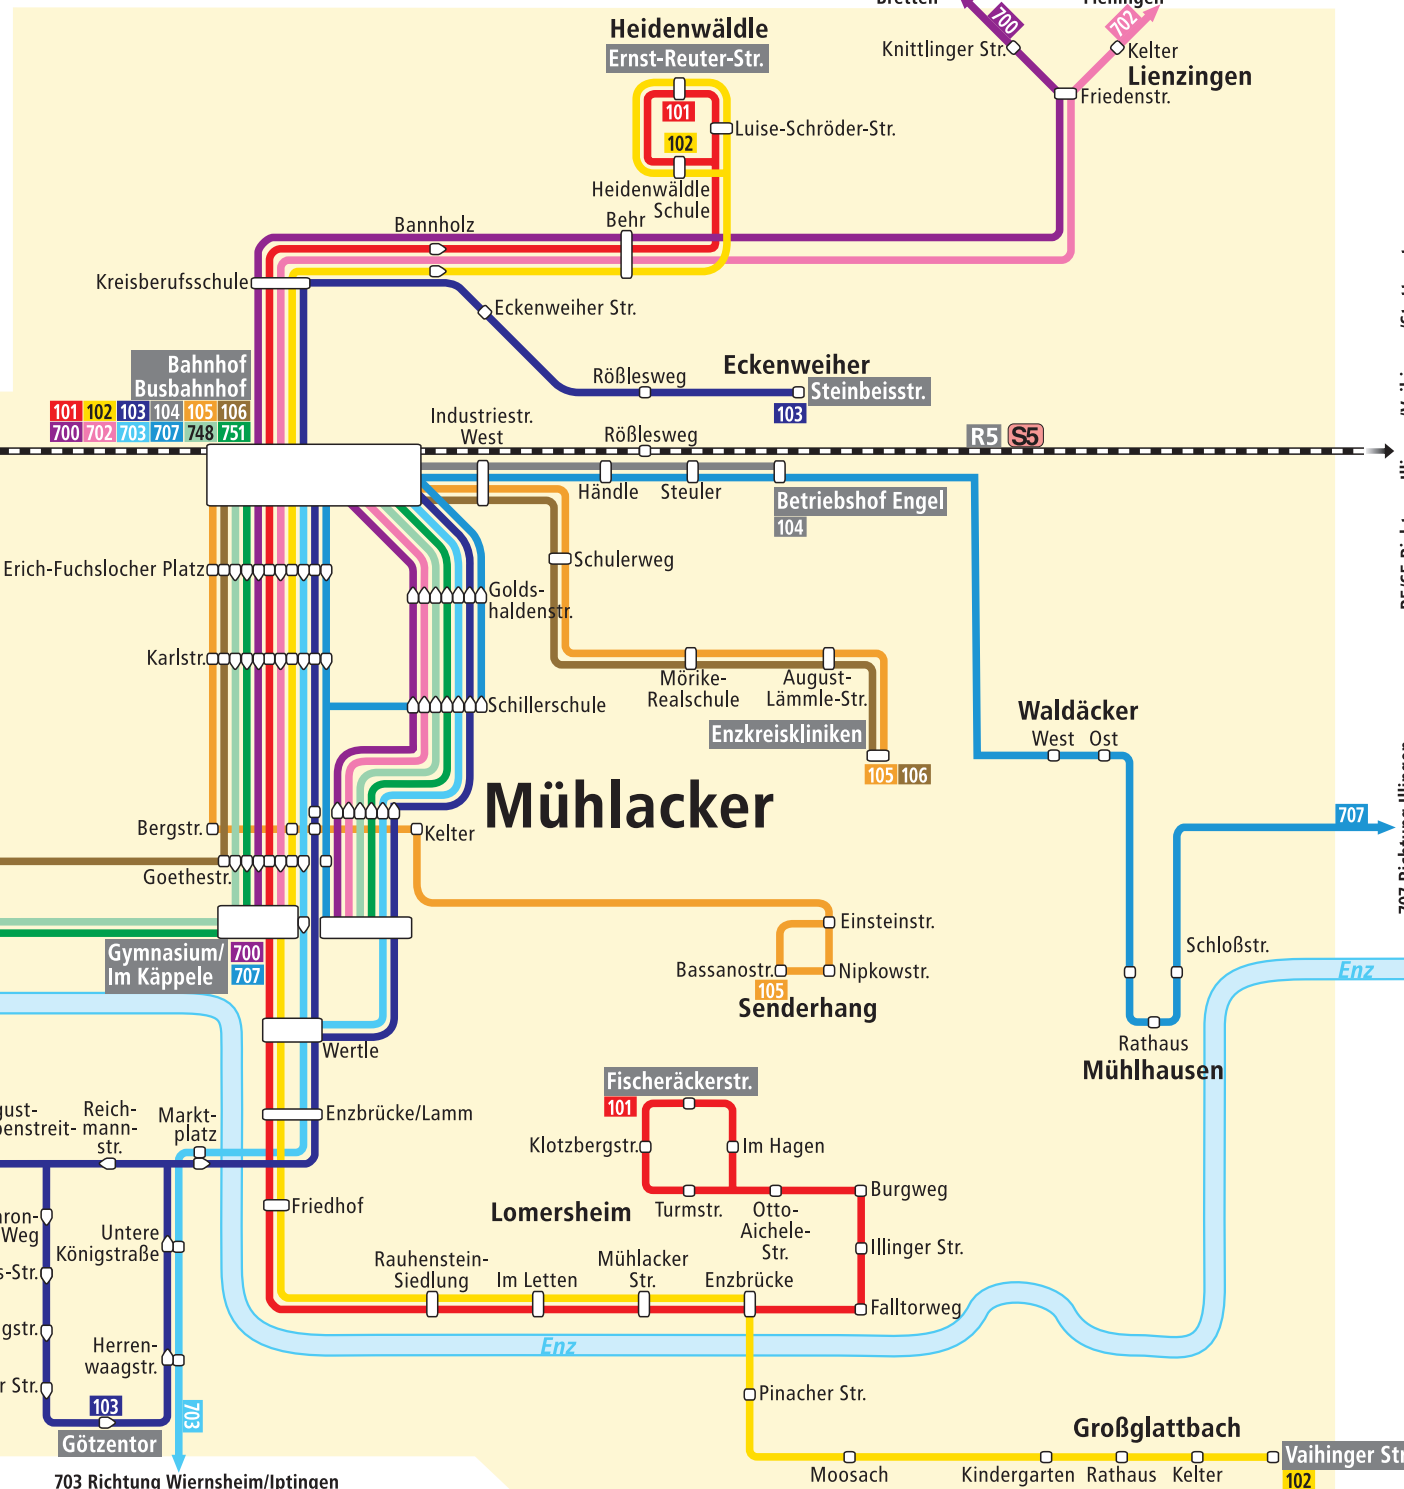 Heidenwäldle
Ernst-Reuter-Str.
101
102
Luise-Schröder-Str.
Heidenwäldle
Schule
Behr
Bannholz
Kreisberufsschule
700
702
Knittlinger Str.
Kelter
Lienzingen
Friedenstr.
Eckenweiher Str.
Eckenweiher
Rößlesweg
Steinbeisstr.
103
Bahnhof
Busbahnhof
101 102 103 104 105 106
700 702 703 707 748 751
Industriestr.
West
Rößlesweg
R5 S5
Händle
Steuler
Betriebshof Engel
104
Erich-Fuchslocher Platz
Schulerweg
Golds-
haldenstr.
Karlstr.
Mörike-
Realschule
August-
Lämmle-Str.
Schillerschule
Enzkreiskliniken
105 106
Waldäcker
West
Ost
Mühlacker
707
Bergstr.
Kelter
Goethestr.
Einsteinstr.
Bassanostr.
Nipkowstr.
105
Senderhang
Gymnasium/
Im Käppele
700
707
Schloßstr.
Enz
Rathaus
Mühlhausen
Wertle
Fischeräckerstr.
101
Reich-
mann-
str.
Markt-
platz
Enzbrücke/Lamm
Klotzbergstr.
Im Hagen
Lomersheim
Turmstr.
Otto-
Aichele-
Str.
Burgweg
Friedhof
Weg
Untere
Königstraße
Illinger Str.
Rauhenstein-
Siedlung
Im Letten
Mühlacker
Str.
Enzbrücke
Falltorweg
Herren-
waagstr.
Enz
103
Götzentor
703
703 Richtung Wiernsheim/Iptingen
Pinacher Str.
Großglattbach
Moosach
Kindergarten
Rathaus
Kelter
Vaihinger Str
102